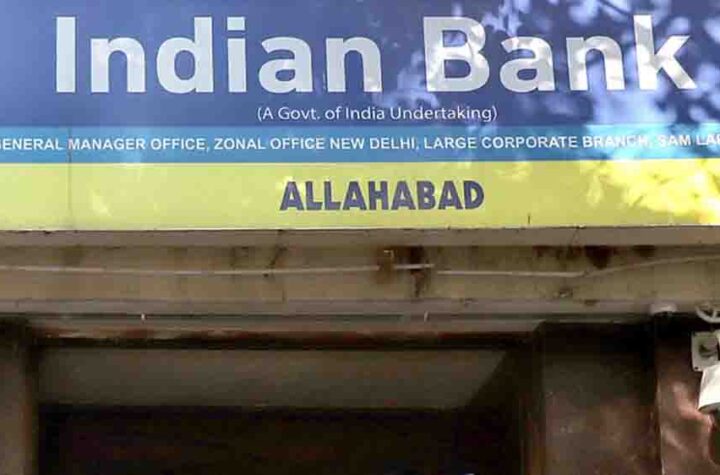 Indian Bank
(A Govt. of India Undertaking)
GENERAL MANAGER OFFICE, ZONAL OFFICE NEW DELHI, LARGE CORPORATE BRANCH, SAM
ALLAHABAD